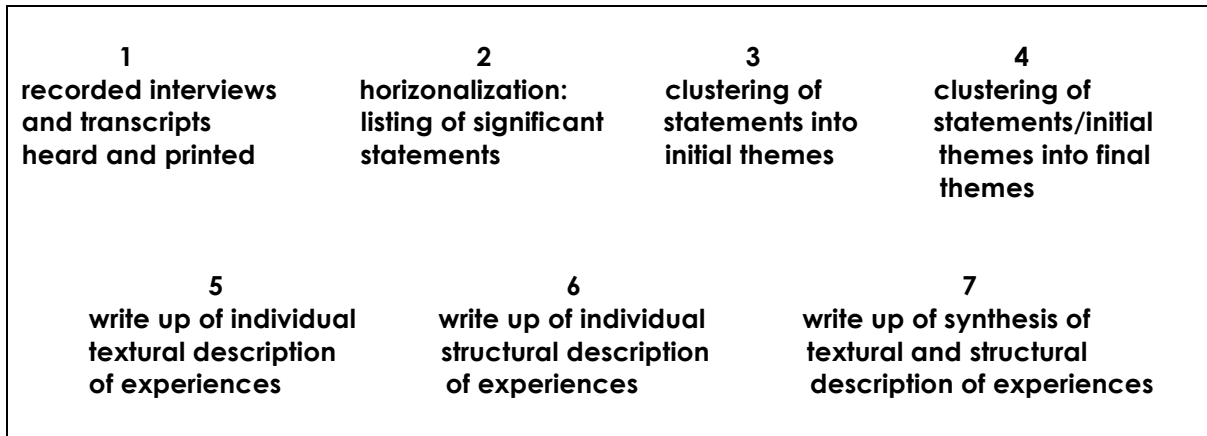 1
recorded interviews
and transcripts
heard and printed
2
horizonalization:
listing of significant
statements
3
clustering of
statements into
initial themes
4
clustering of
statements/initial
themes into final
themes
5
write up of individual
textural description
of experiences
6
write up of individual
structural description
of experiences
7
write up of synthesis of
textural and structural
description of experiences